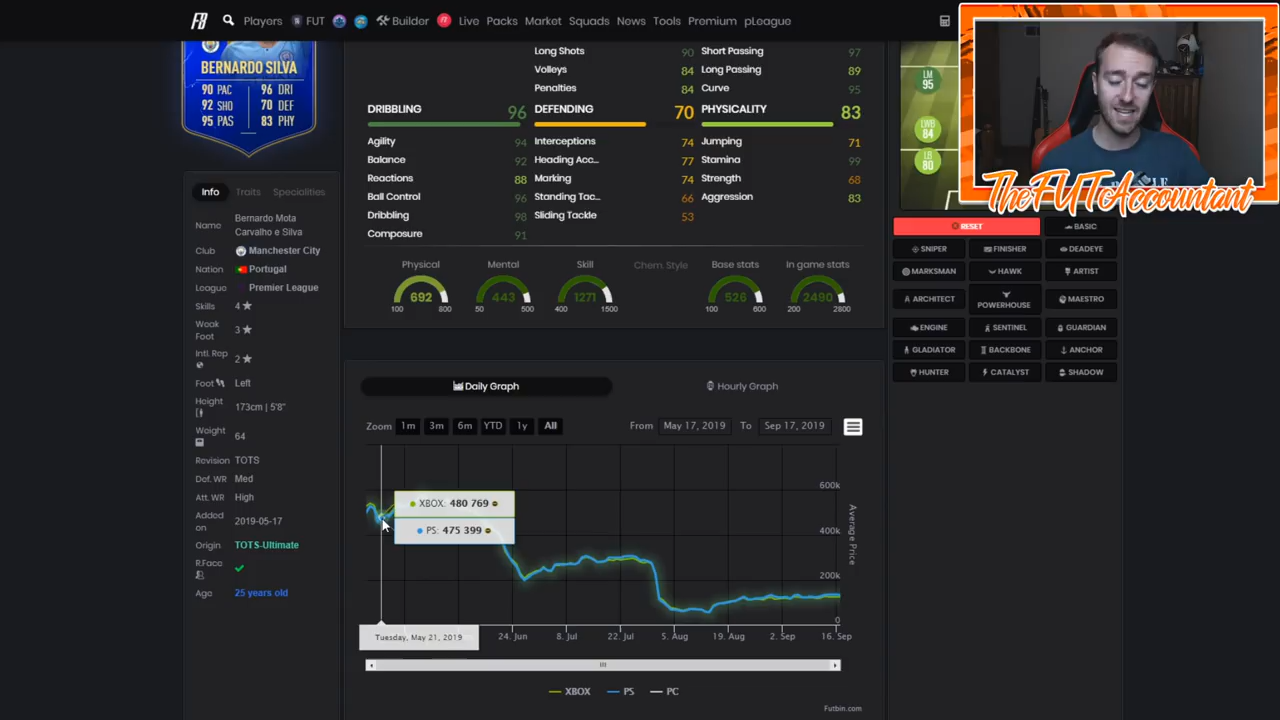 FB Players FUT Builder Live Packs Market Squads News Tools Premium pLeague
BERNARDO SILVA
90 PAC 96 DRI
92 SHO 70 DEF
95 PAS 83 PHY
Long Shots 90 Short Passing 97
Volleys 84 Long Passing 89
Penalties 84 Curve 95
DRIBBLING 96 DEFENDING 70 PHYSICALITY 83
Agility 94 Interceptions 74 Jumping 71
Balance 92 Heading Acc... 77 Stamina 99
Reactions 88 Marking 74 Strength 68
Ball Control 96 Standing Tac... 66 Aggression 83
Dribbling 98 Sliding Tackle 53
Composure 91
Physical Mental Skill Chem. Style Base stats In game stats
692 443 1271 526 2490
100 800 50 500 400 1500 100 600 200 2800
Info Traits Specialities
Name Bernardo Mota Carvalho e Silva
Club Manchester City
Nation Portugal
League Premier League
Skills 4★
Weak Foot 3★
Intl. Rep 2★
Foot Left
Height 173cm | 5'8"
Weight 64
Revision TOTS
Def. WR Med
Att. WR High
Added on 2019-05-17
Origin TOTS-Ultimate
R.Face
Age 25 years old
Daily Graph Hourly Graph
Zoom 1m 3m 6m YTD 1y All From May 17, 2019 To Sep 17, 2019
XBOX: 480 769
PS: 475 399
600k
400k
200k
0
Average Price
Tuesday, May 21, 2019
24. Jun 8. Jul 22. Jul 5. Aug 19. Aug 2. Sep 16. Sep
XBOX PS PC
Futbin.com
LM
95
LWB
84
LB
80
TheFUTAccountant
RESET BASIC
SNIPER FINISHER DEADEYE
MARKSMAN HAWK ARTIST
ARCHITECT POWERHOUSE MAESTRO
ENGINE SENTINEL GUARDIAN
GLADIATOR BACKBONE ANCHOR
HUNTER CATALYST SHADOW